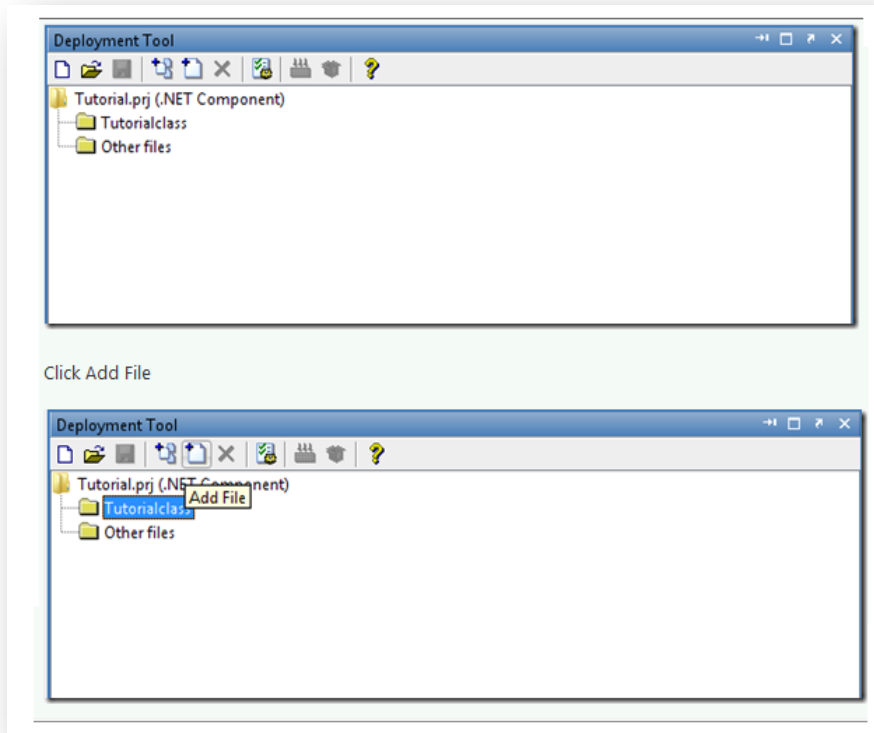 Deployment Tool
Tutorial.prj (.NET Component)
Tutorialclass
Other files
Click Add File
Deployment Tool
Tutorial.prj (.NET Component)
Add File
Tutorialclass
Other files